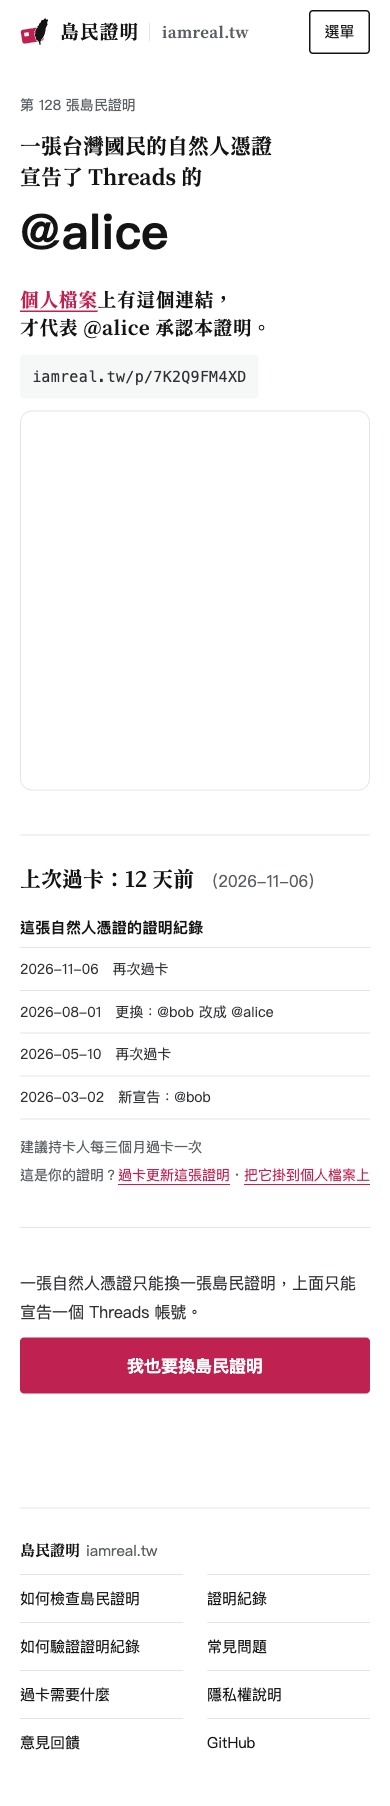 島民證明 iamreal.tw 選單
第 128 張島民證明
一張台灣國民的自然人憑證
宣告了 Threads 的
@alice
個人檔案上有這個連結，
才代表 @alice 承認本證明。
iamreal.tw/p/7K2Q9FM4XD
上次過卡：12 天前 （2026–11–06）
這張自然人憑證的證明紀錄
2026–11–06 再次過卡
2026–08–01 更換：@bob 改成 @alice
2026–05–10 再次過卡
2026–03–02 新宣告：@bob
建議持卡人每三個月過卡一次
這是你的證明？過卡更新這張證明・把它掛到個人檔案上
一張自然人憑證只能換一張島民證明，上面只能
宣告一個 Threads 帳號。
我也要換島民證明
島民證明 iamreal.tw
如何檢查島民證明 證明紀錄
如何驗證證明紀錄 常見問題
過卡需要什麼 隱私權說明
意見回饋 GitHub